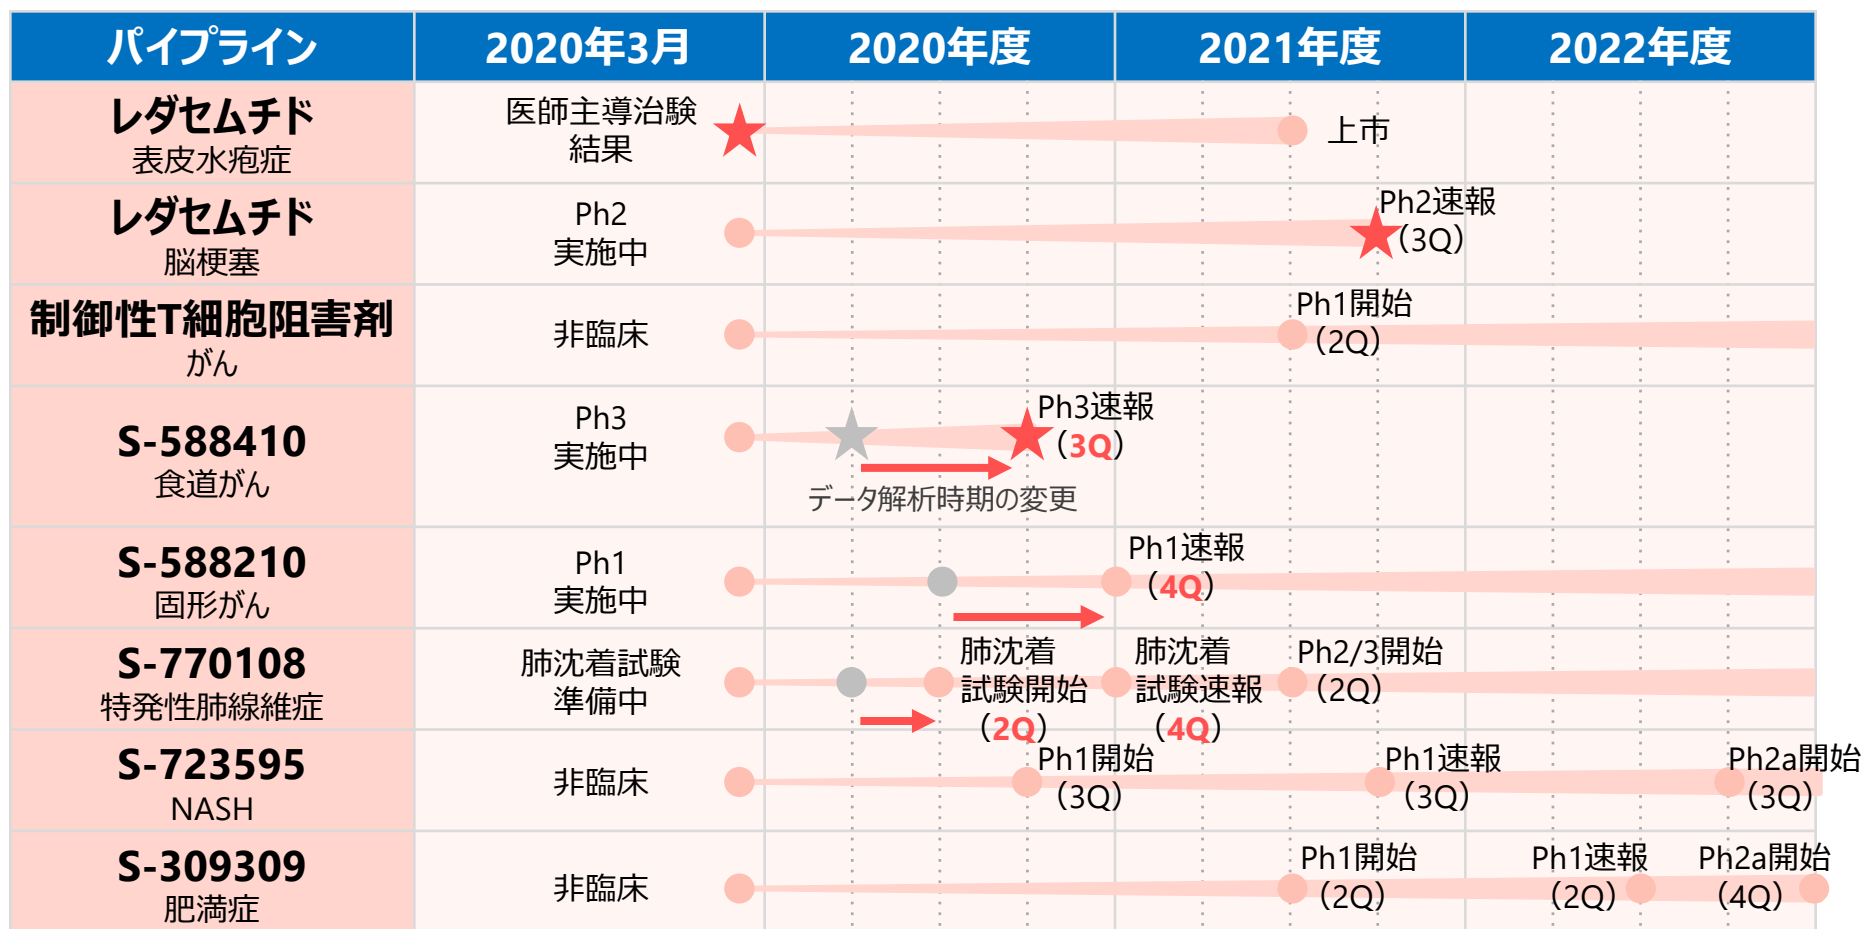 パイプライン
2020年3月
2020年度
2021年度
2022年度
レダセムチド
表皮水疱症
医師主導治験
結果
上市
レダセムチド
脳梗塞
Ph2
実施中
Ph2速報
（3Q）
制御性T細胞阻害剤
がん
非臨床
Ph1開始
（2Q）
S-588410
食道がん
Ph3
実施中
Ph3速報
（3Q）
データ解析時期の変更
S-588210
固形がん
Ph1
実施中
Ph1速報
（4Q）
S-770108
特発性肺線維症
肺沈着試験
準備中
肺沈着
試験開始
（2Q）
肺沈着
試験速報
（4Q）
Ph2/3開始
（2Q）
S-723595
NASH
非臨床
Ph1開始
（3Q）
Ph1速報
（3Q）
Ph2a開始
（3Q）
S-309309
肥満症
非臨床
Ph1開始
（2Q）
Ph1速報
（2Q）
Ph2a開始
（4Q）